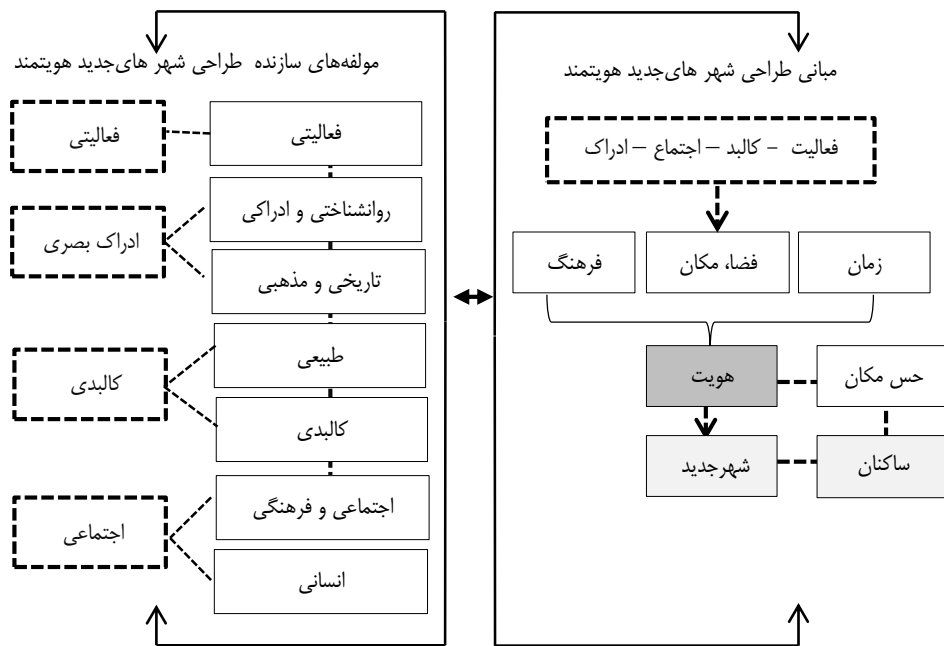 مبانی طراحی شهر های‌جدید هویتمند
فعالیت - کالبد – اجتماع – ادراک
زمان
فضا، مکان
فرهنگ
هویت
حس مکان
شهرجدید
ساکنان
مولفه‌های سازنده طراحی شهر های‌جدید هویتمند
فعالیتی
فعالیتی
روانشناختی و ادراکی
ادراک بصری
تاریخی و مذهبی
طبیعی
کالبدی
کالبدی
اجتماعی و فرهنگی
اجتماعی
انسانی